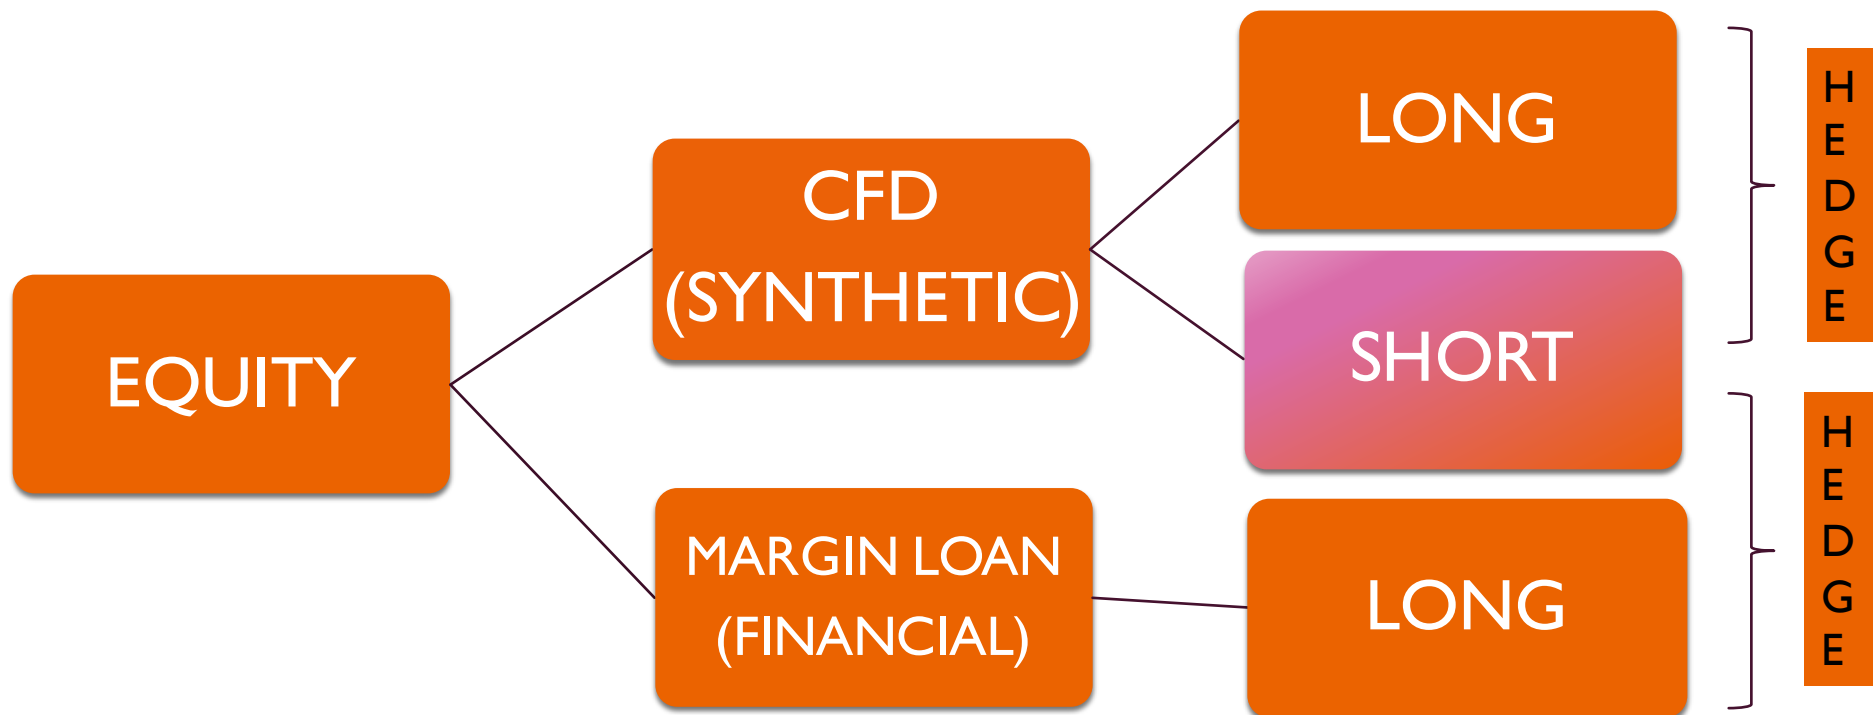 EQUITY
CFD
(SYNTHETIC)
MARGIN LOAN
(FINANCIAL)
LONG
SHORT
LONG
H
E
D
G
E
H
E
D
G
E